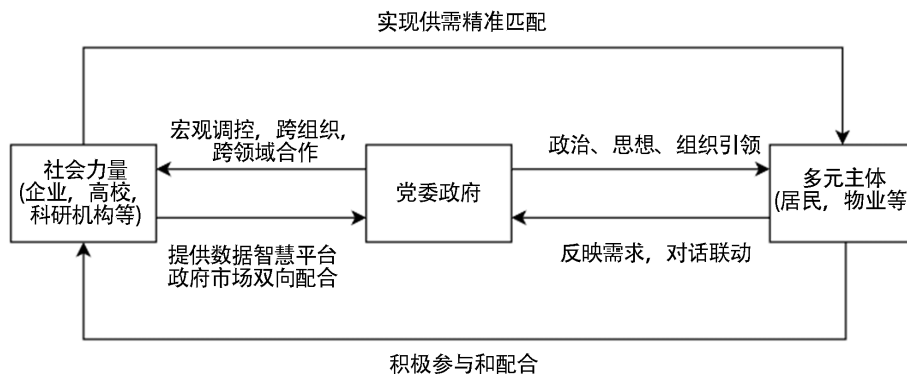 实现供需精准匹配
宏观调控，跨组织，
跨领域合作
政治、思想、组织引领
社会力量
(企业，高校，
科研机构等)
党委政府
多元主体
(居民，物业等
提供数据智慧平台
政府市场双向配合
反映需求，对话联动
积极参与和配合